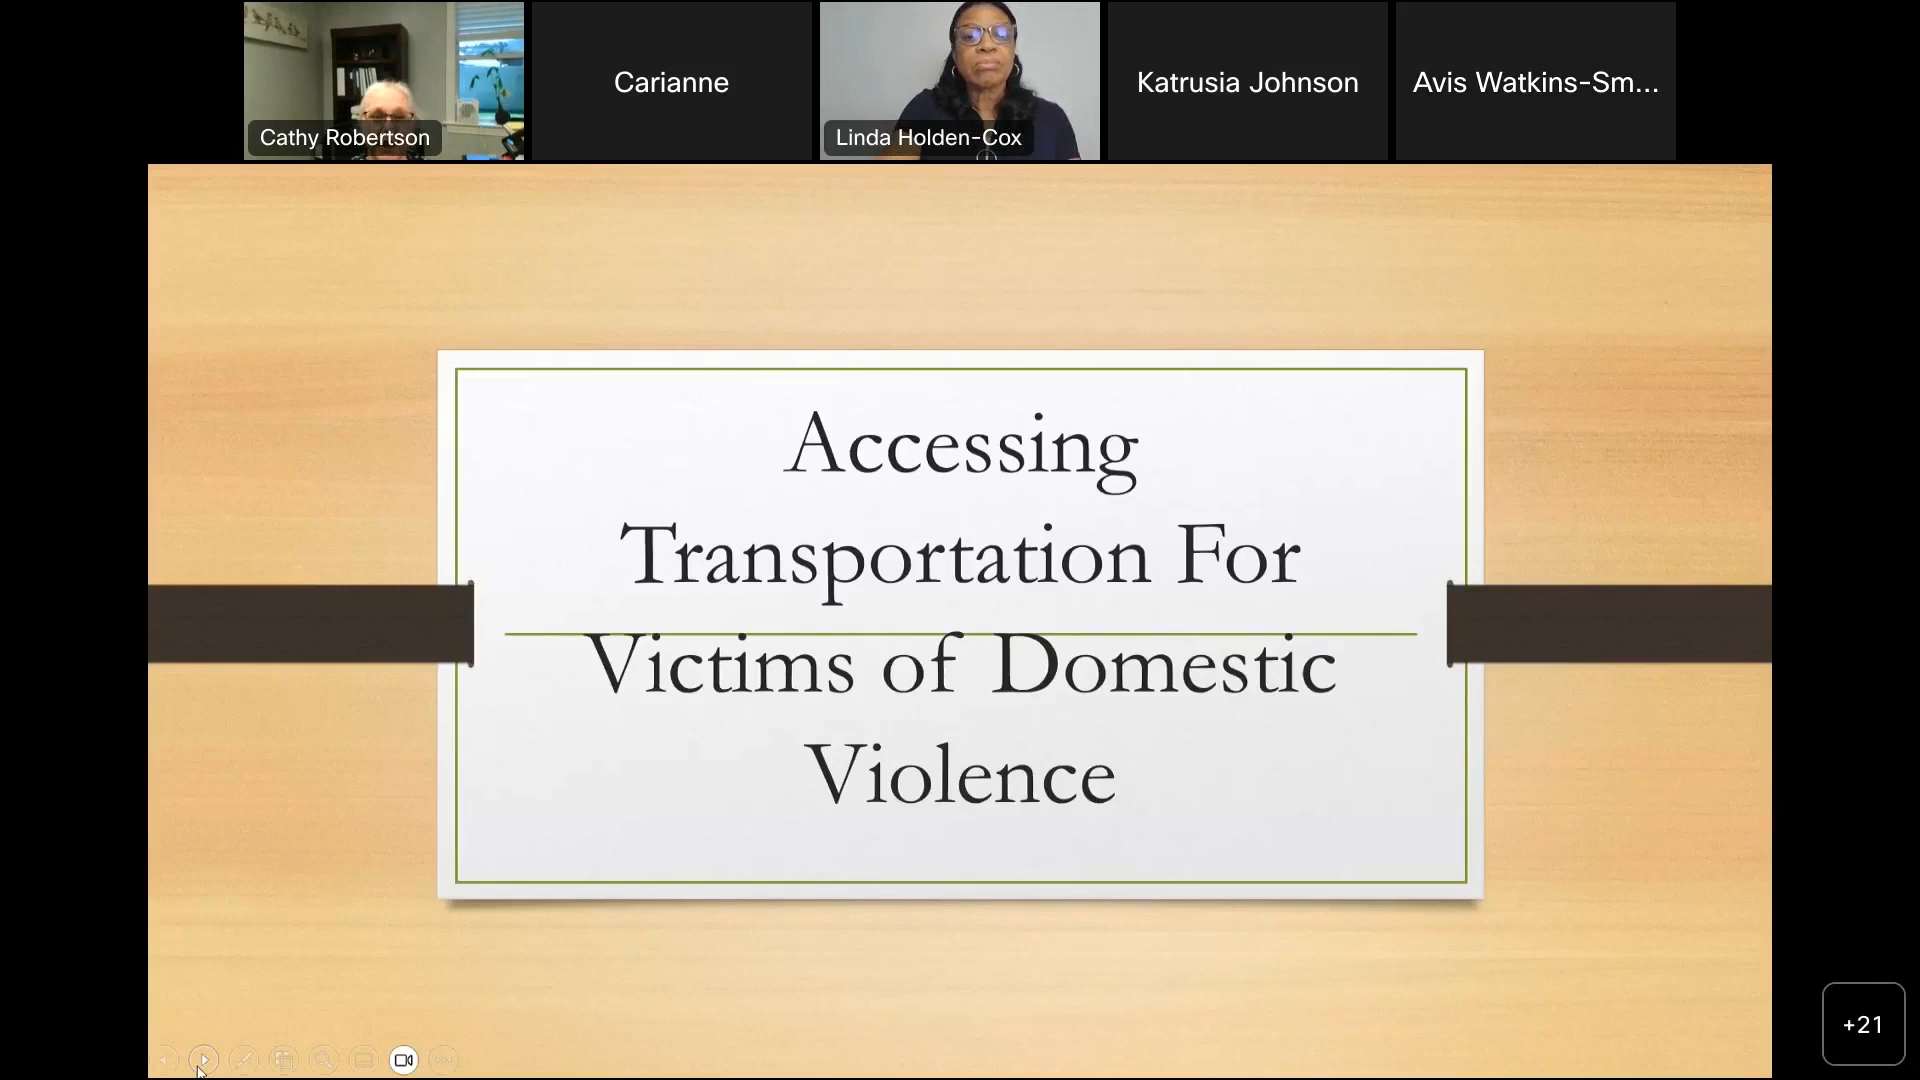 Cathy Robertson
Carianne
Linda Holden-Cox
Katrusia Johnson
Avis Watkins-Sm...
Accessing
Transportation For
Victims of Domestic
Violence
+21